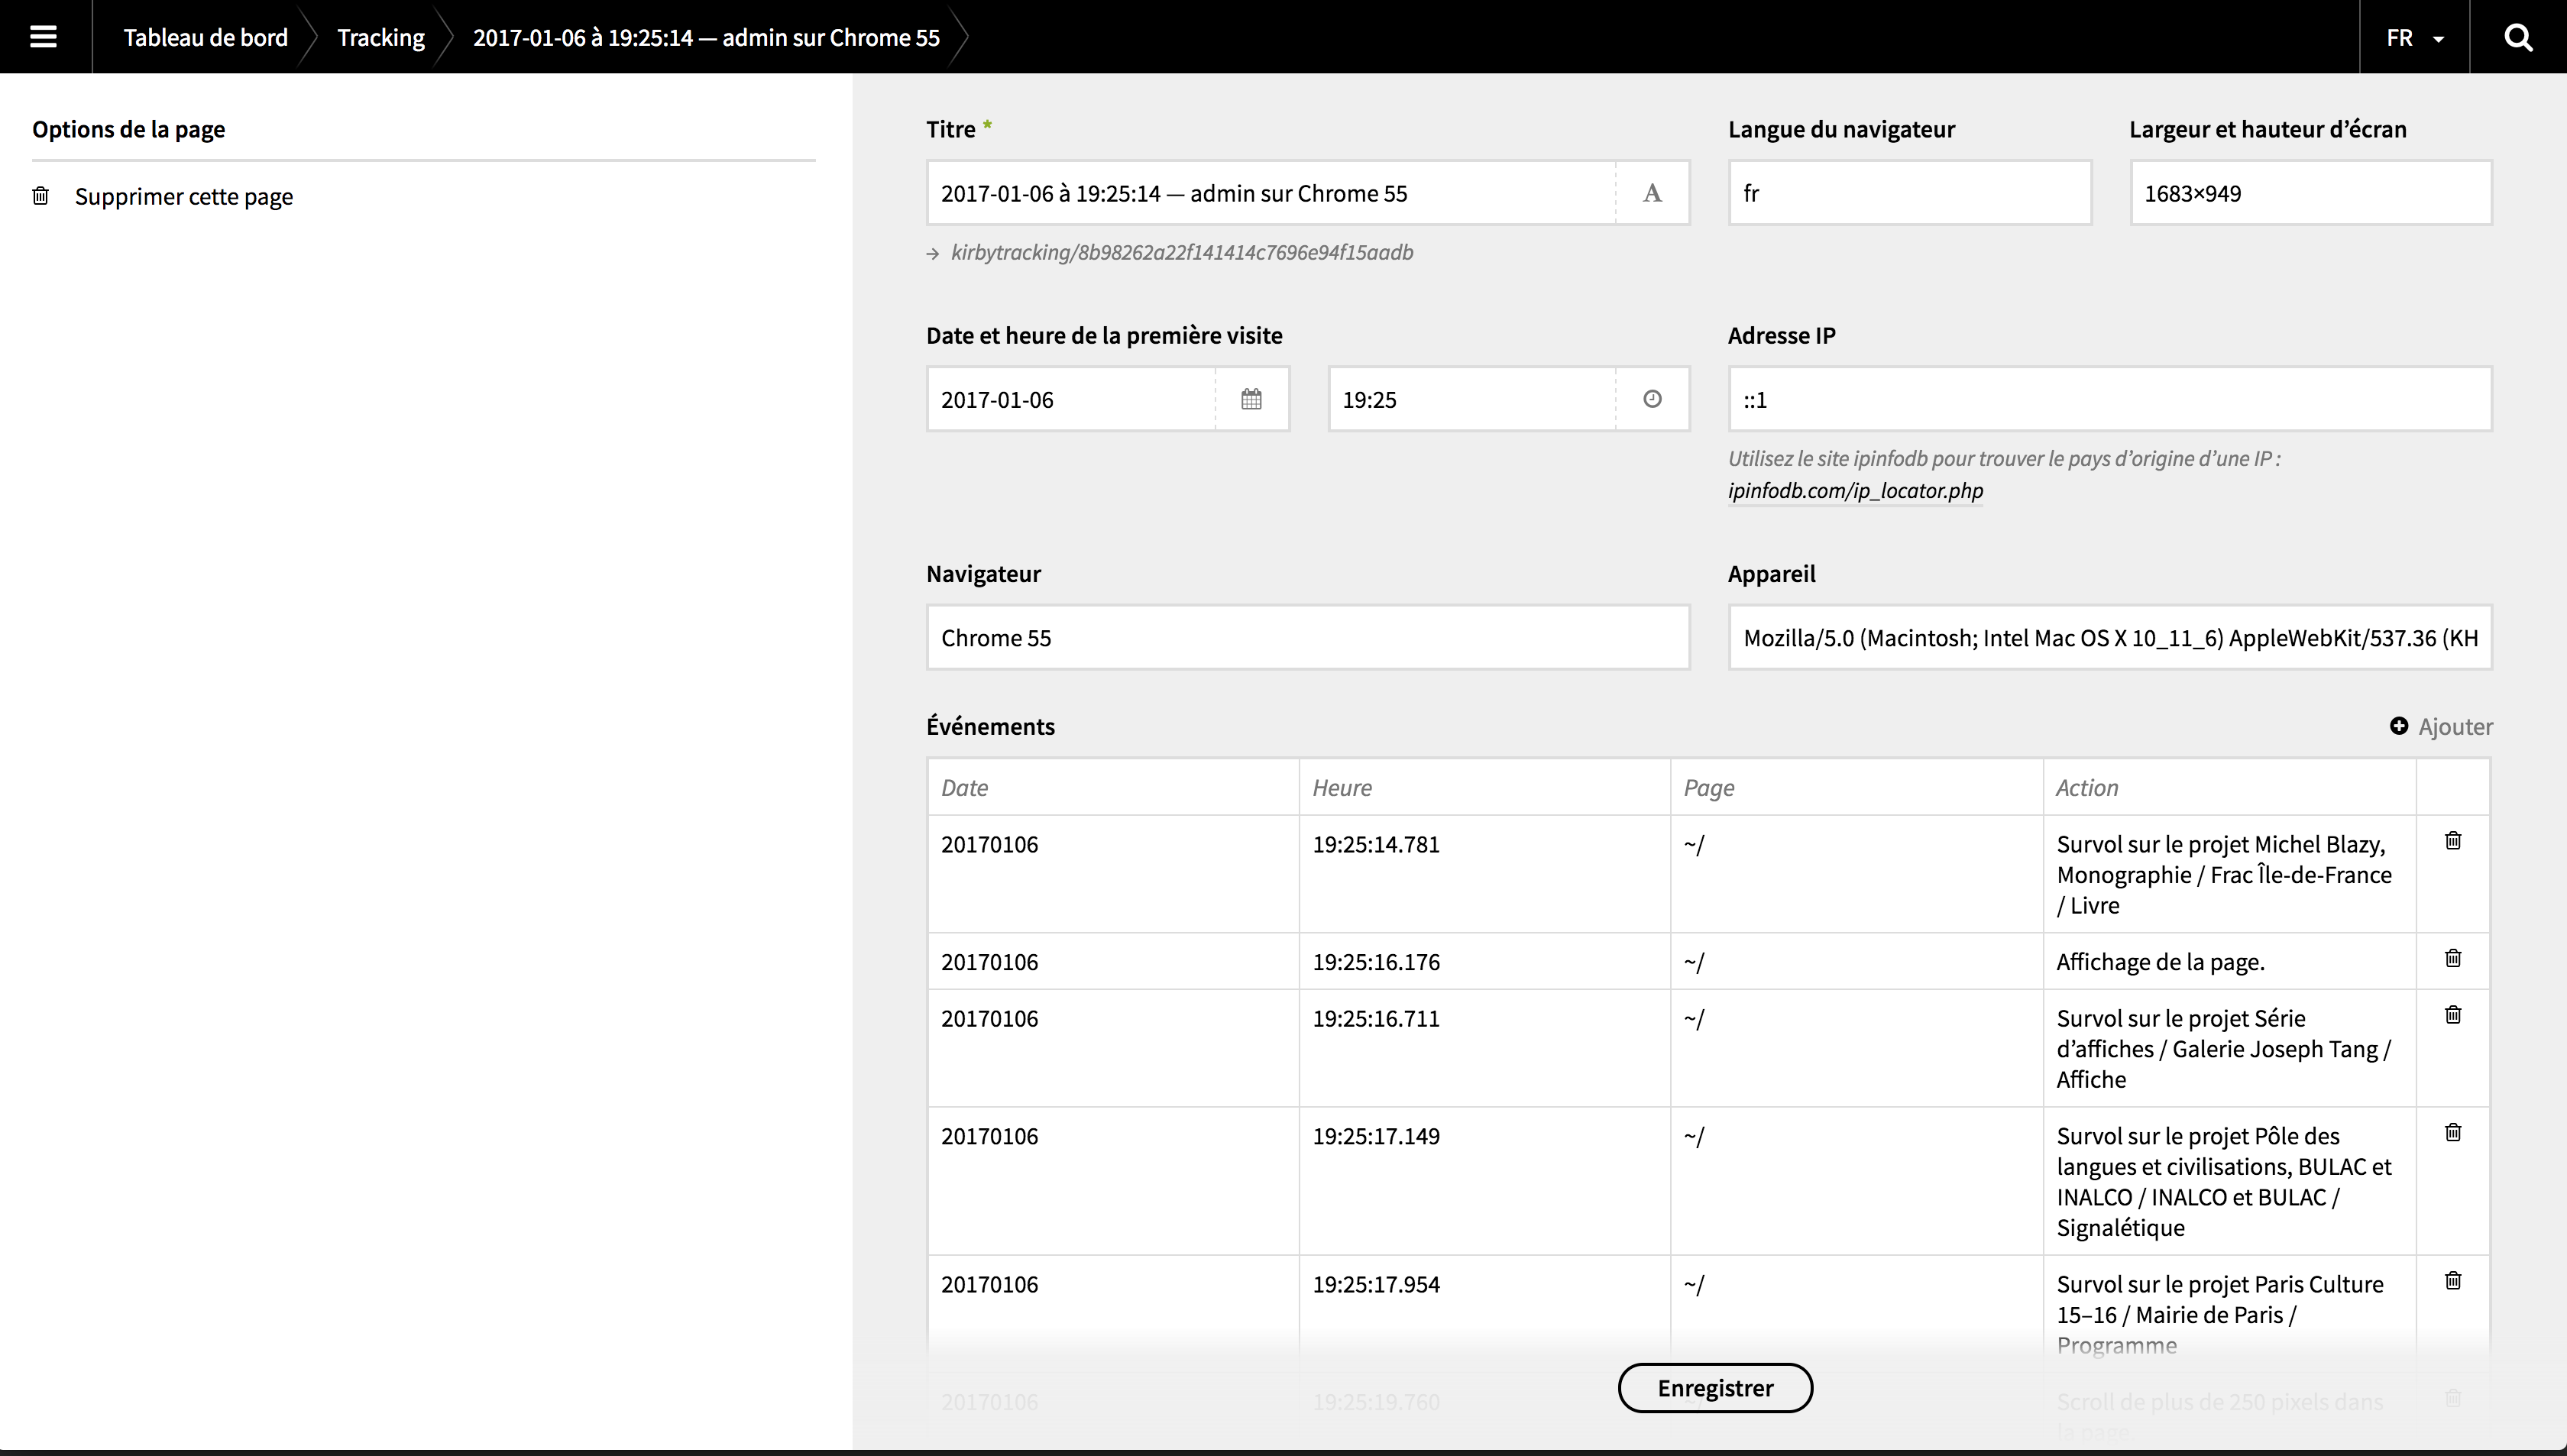 Tableau de bord
Tracking
2017-01-06 à 19:25:14 — admin sur Chrome 55
FR
Options de la page
Supprimer cette page
Titre *
2017-01-06 à 19:25:14 — admin sur Chrome 55
A
→ kirbytracking/8b98262a22f141414c7696e94f15aadb
Langue du navigateur
fr
Largeur et hauteur d’écran
1683×949
Date et heure de la première visite
2017-01-06
19:25
Adresse IP
::1
Utilisez le site ipinfodb pour trouver le pays d’origine d’une IP :
ipinfodb.com/ip_locator.php
Navigateur
Chrome 55
Appareil
Mozilla/5.0 (Macintosh; Intel Mac OS X 10_11_6) AppleWebKit/537.36 (KH
Événements
Ajouter
Date Heure Page Action
20170106 19:25:14.781 ~/ Survol sur le projet Michel Blazy,
Monographie / Frac Île-de-France
/ Livre
20170106 19:25:16.176 ~/ Affichage de la page.
20170106 19:25:16.711 ~/ Survol sur le projet Série
d’affiches / Galerie Joseph Tang /
Affiche
20170106 19:25:17.149 ~/ Survol sur le projet Pôle des
langues et civilisations, BULAC et
INALCO / INALCO et BULAC /
Signalétique
20170106 19:25:17.954 ~/ Survol sur le projet Paris Culture
15–16 / Mairie de Paris /
Programme
20170106 19:25:19.760 ~/ Scroll de plus de 250 pixels dans
la page.
Enregistrer